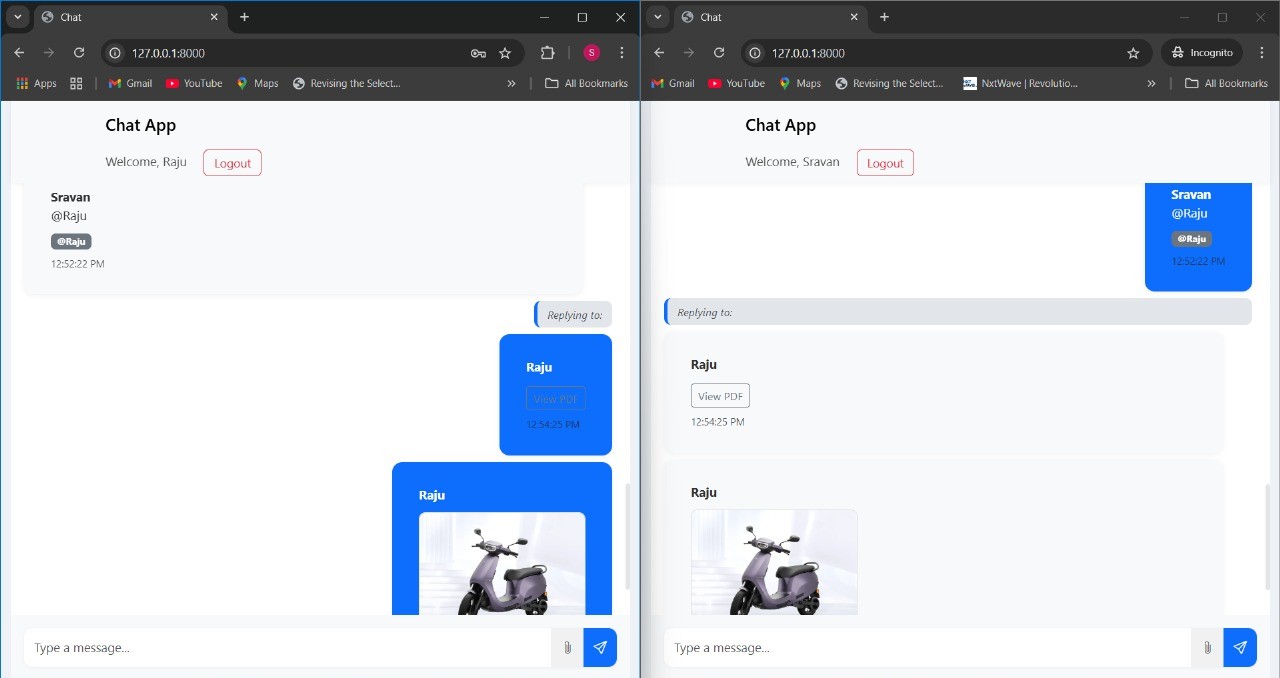 Chat
127.0.0.1:8000
S
Apps
Gmail
YouTube
Maps
Revising the Select...
All Bookmarks
Chat App
Welcome, Raju
Logout
Sravan
@Raju
@Raju
12:52:22 PM
Replying to:
Raju
View PDF
12:54:25 PM
Raju
Type a message...
Chat
127.0.0.1:8000
Incognito
Gmail
YouTube
Maps
Revising the Select...
NxtWave | Revolutio...
All Bookmarks
Chat App
Welcome, Sravan
Logout
Sravan
@Raju
@Raju
12:52:22 PM
Replying to:
Raju
View PDF
12:54:25 PM
Raju
Type a message...